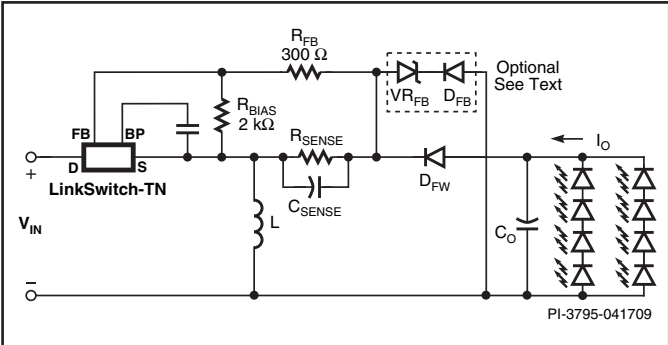 R_FB
300 Ω
VR_FB
D_FB
Optional
See Text
FB
BP
R_BIAS
2 kΩ
R_SENSE
I_O
+
D
S
LinkSwitch-TN
C_SENSE
D_FW
V_IN
L
C_O
−
PI-3795-041709